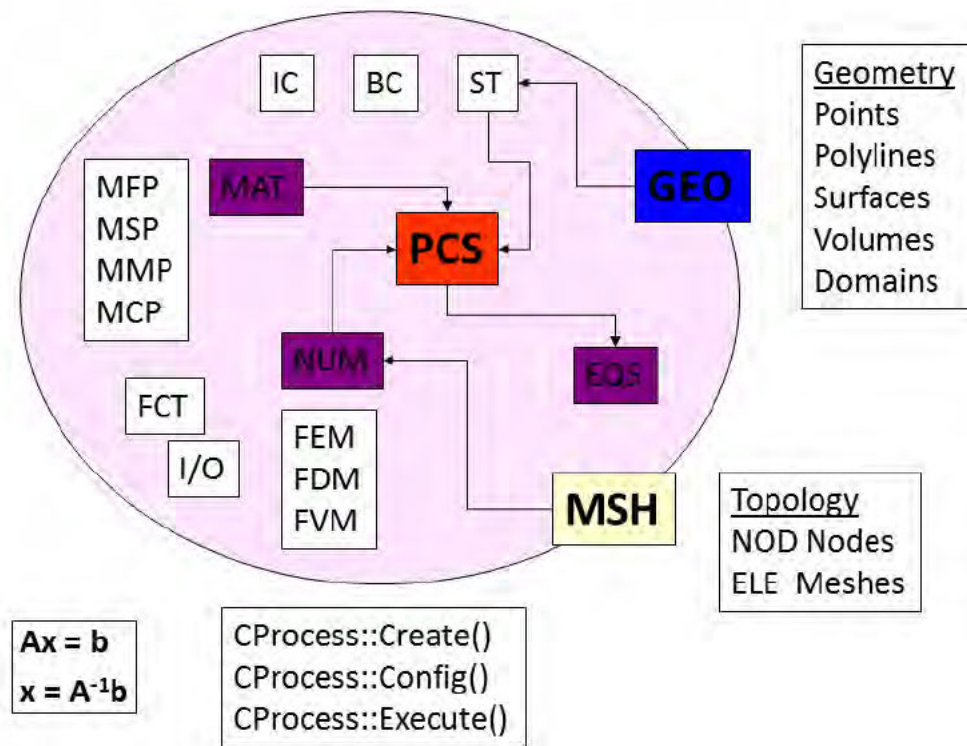 IC
BC
ST
Geometry
Points
Polylines
Surfaces
Volumes
Domains
GEO
MFP
MSP
MMP
MCP
MAT
PCS
NUM
EQS
FCT
I/O
FEM
FDM
FVM
MSH
Topology
NOD Nodes
ELE Meshes
Ax = b
x = A⁻¹b
CProcess::Create()
CProcess::Config()
CProcess::Execute()